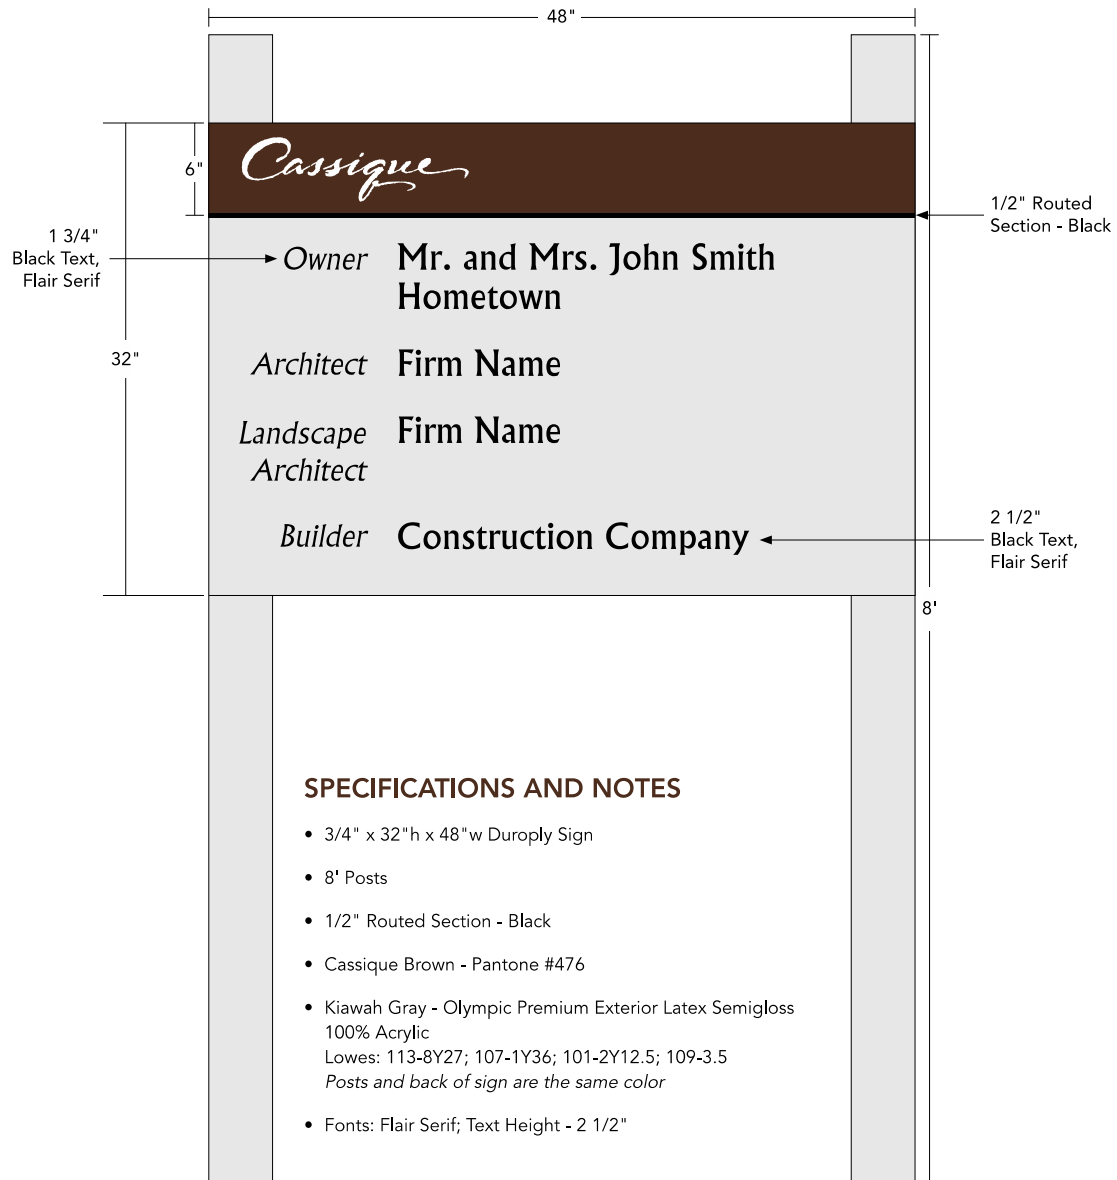 48"
Cassique
6"
1/2" Routed
Section - Black
1 3/4"
Black Text,
Flair Serif
Owner Mr. and Mrs. John Smith
Hometown
32"
Architect Firm Name
Landscape Firm Name
Architect
Builder Construction Company
2 1/2"
Black Text,
Flair Serif
8'
SPECIFICATIONS AND NOTES
• 3/4" x 32"h x 48"w Duroply Sign
• 8' Posts
• 1/2" Routed Section - Black
• Cassique Brown - Pantone #476
• Kiawah Gray - Olympic Premium Exterior Latex Semigloss
100% Acrylic
Lowes: 113-8Y27; 107-1Y36; 101-2Y12.5; 109-3.5
Posts and back of sign are the same color
• Fonts: Flair Serif; Text Height - 2 1/2"